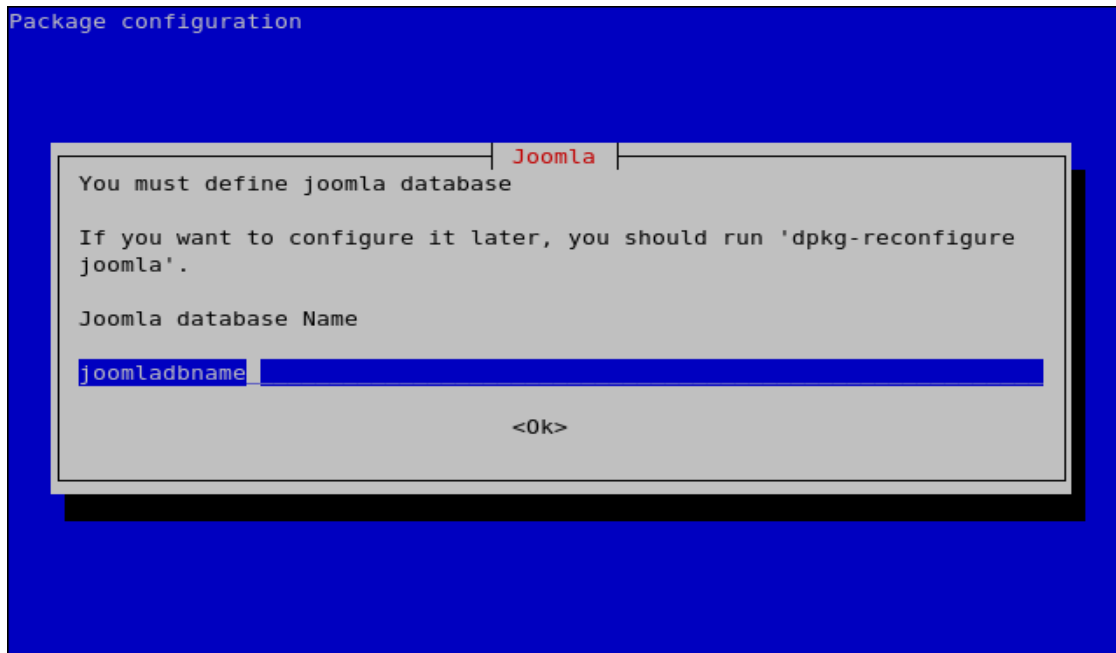 Package configuration
Joomla
You must define joomla database
If you want to configure it later, you should run 'dpkg-reconfigure
joomla'.
Joomla database Name
joomladbname
<Ok>